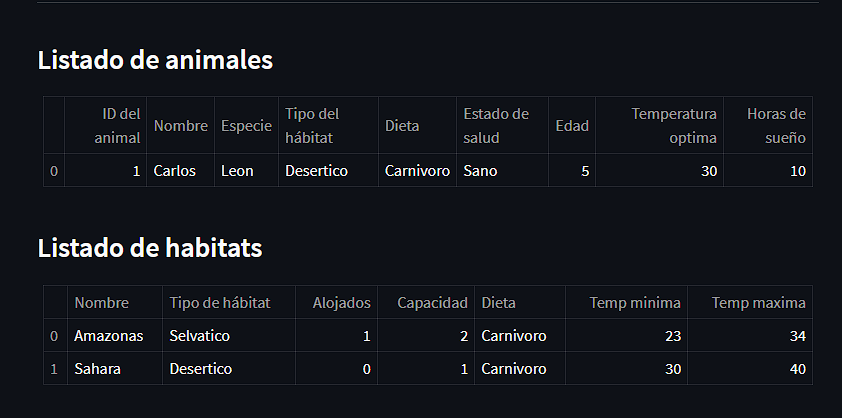 Listado de animales
ID del animal Nombre Especie Tipo del hábitat Dieta Estado de salud Edad Temperatura optima Horas de sueño
0 1 Carlos Leon Desertico Carnivoro Sano 5 30 10
Listado de habitats
Nombre Tipo de hábitat Alojados Capacidad Dieta Temp minima Temp maxima
0 Amazonas Selvatico 1 2 Carnivoro 23 34
1 Sahara Desertico 0 1 Carnivoro 30 40